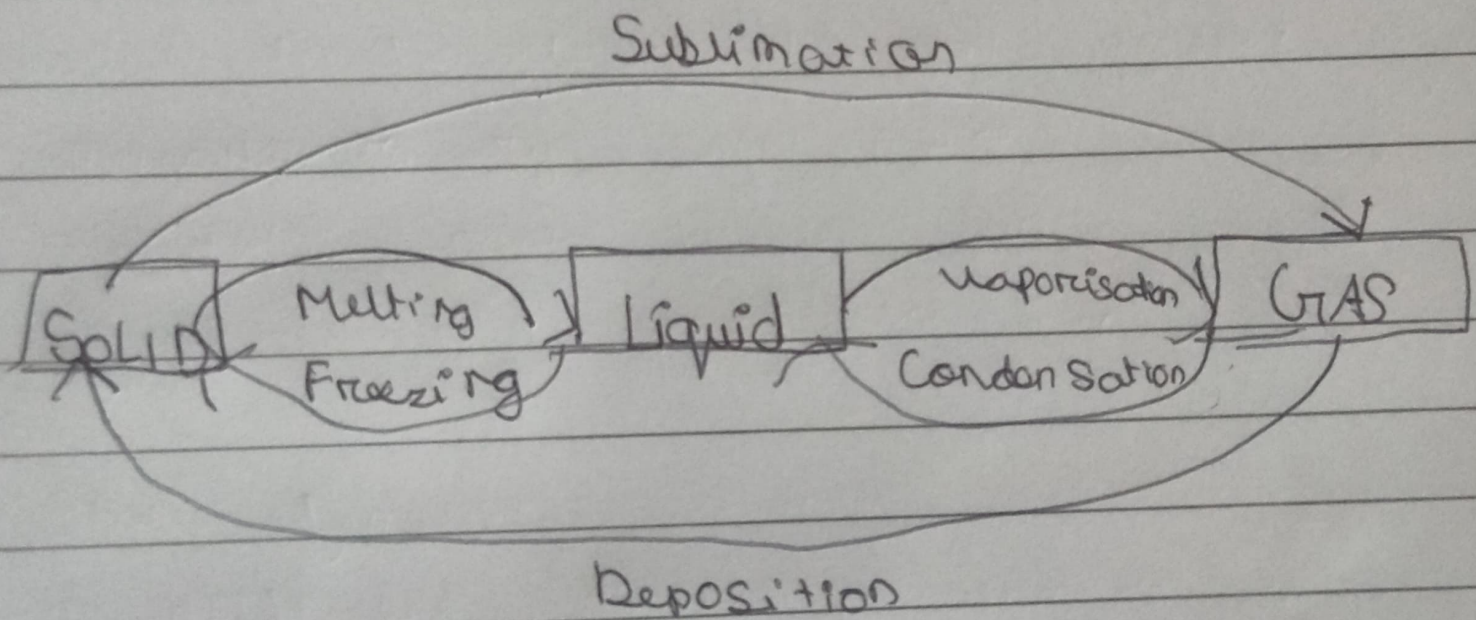 Sublimation
SOLID Melting Liquid Vaporisation GAS
Freezing Condensation
Deposition